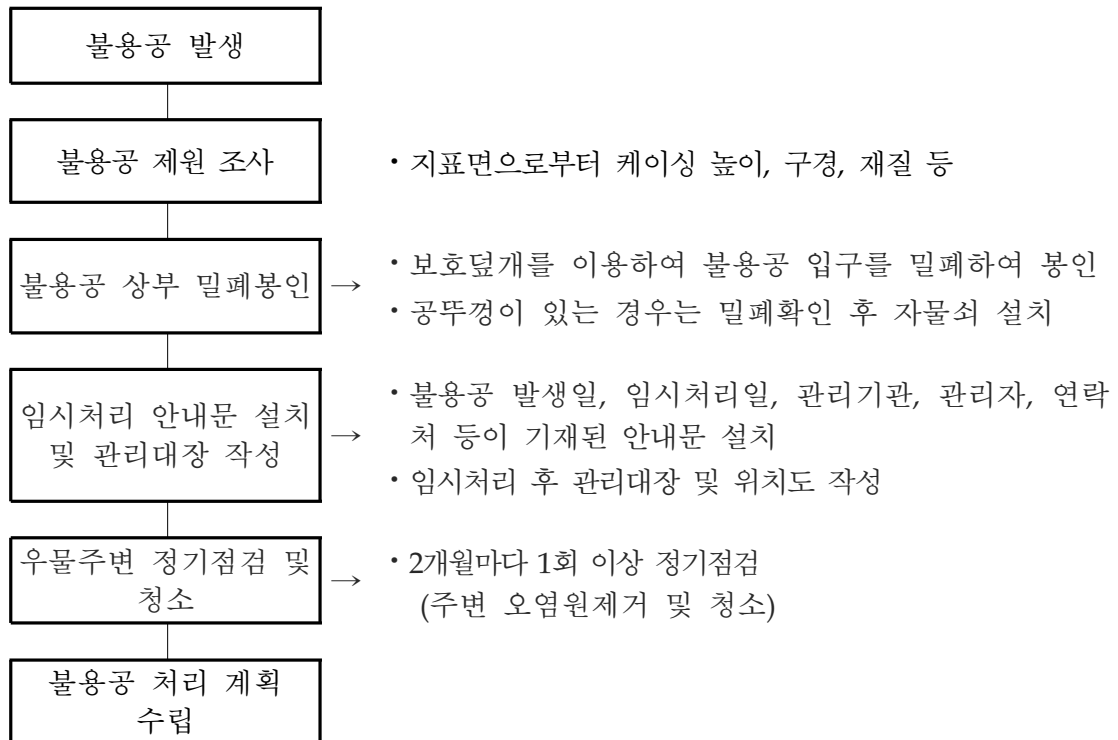 불용공 발생
불용공 제원 조사
・지표면으로부터 케이싱 높이, 구경, 재질 등
불용공 상부 밀폐봉인 →
・보호덮개를 이용하여 불용공 입구를 밀폐하여 봉인
・공뚜껑이 있는 경우는 밀폐확인 후 자물쇠 설치
임시처리 안내문 설치
및 관리대장 작성 →
・불용공 발생일, 임시처리일, 관리기관, 관리자, 연락
처 등이 기재된 안내문 설치
・임시처리 후 관리대장 및 위치도 작성
우물주변 정기점검 및
청소 →
・2개월마다 1회 이상 정기점검
(주변 오염원제거 및 청소)
불용공 처리 계획
수립